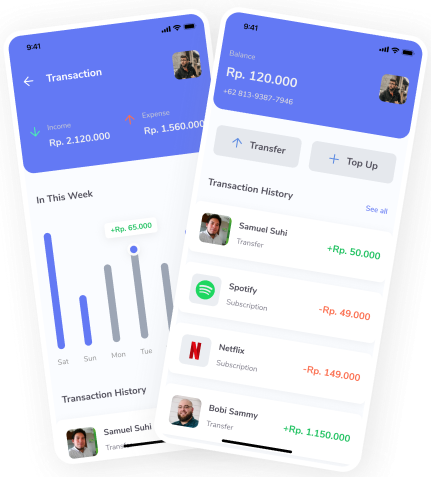 9:41
Transaction
Income
Rp. 2.120.000
Expense
Rp. 1.560.000
In This Week
+Rp. 65.000
Sat
Sun
Mon
Tue
Transaction History
Samuel Suhi
9:41
Balance
Rp. 120.000
+62 813-9387-7946
Transfer
Top Up
Transaction History
See all
Samuel Suhi
Transfer
+Rp. 50.000
Spotify
Subscription
-Rp. 49.000
Netflix
Subscription
-Rp. 149.000
Bobi Sammy
Transfer
+Rp. 1.150.000